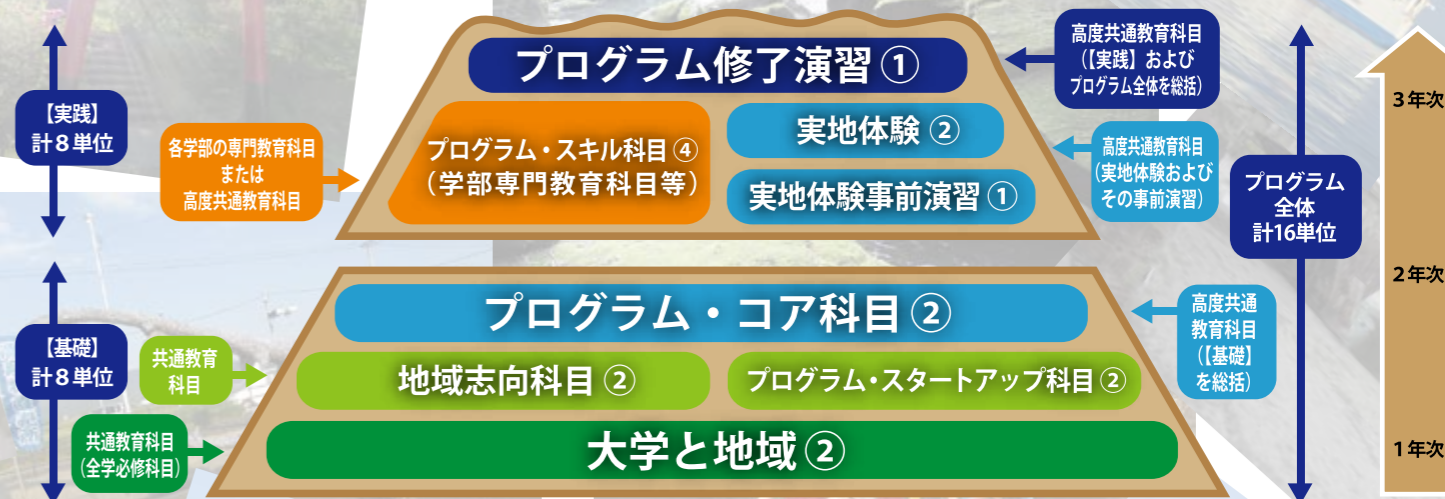 プログラム修了演習 ①
高度共通教育科目
(【実践】および
プログラム全体を総括)
【実践】
計8単位
各学部の専門教育科目
または
高度共通教育科目
プログラム・スキル科目 ④
(学部専門教育科目等)
実地体験 ②
実地体験事前演習 ①
高度共通教育科目
(実地体験および
その事前演習)
プログラム
全体
計16単位
3年次
2年次
1年次
【基礎】
計8単位
プログラム・コア科目 ②
高度共通
教育科目
(【基礎】
を総括)
共通教育
科目
地域志向科目 ②
プログラム・スタートアップ科目 ②
共通教育科目
(全学必修科目)
大学と地域 ②